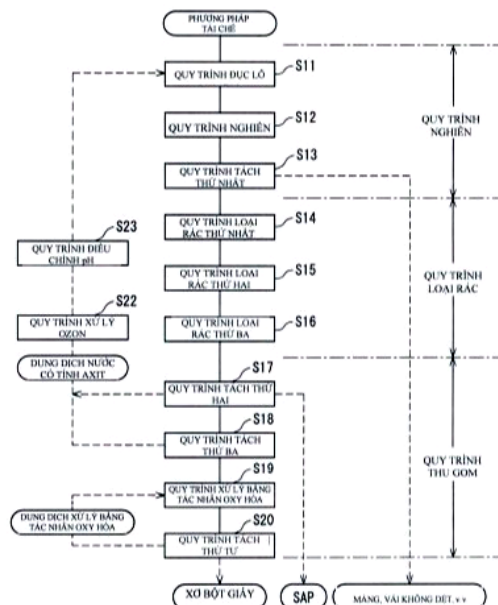 PHƯƠNG PHÁP
TÁI CHẾ
S11
QUY TRÌNH ĐỤC LỖ
S12
QUY TRÌNH NGHIỀN
S13
QUY TRÌNH TÁCH
THỨ NHẤT
QUY TRÌNH
NGHIỀN
S14
QUY TRÌNH LOẠI
RÁC THỨ NHẤT
S15
QUY TRÌNH LOẠI
RÁC THỨ HAI
S16
QUY TRÌNH LOẠI
RÁC THỨ BA
QUY TRÌNH
LOẠI RÁC
S23
QUY TRÌNH ĐIỀU
CHỈNH pH
S22
QUY TRÌNH XỬ LÝ
OZON
DUNG DỊCH NƯỚC
CÓ TÍNH AXIT
S17
QUY TRÌNH TÁCH THỨ
HAI
S18
QUY TRÌNH TÁCH
THỨ BA
S19
QUY TRÌNH XỬ LÝ BẰNG
TÁC NHÂN OXY HÓA
DUNG DỊCH XỬ LÝ BẰNG
TÁC NHÂN OXY HÓA
S20
QUY TRÌNH TÁCH
THỨ TƯ
QUY TRÌNH
THU GOM
XƠ BỘT GIẤY
SAP
MÀNG, VẢI KHÔNG DỆT, v v